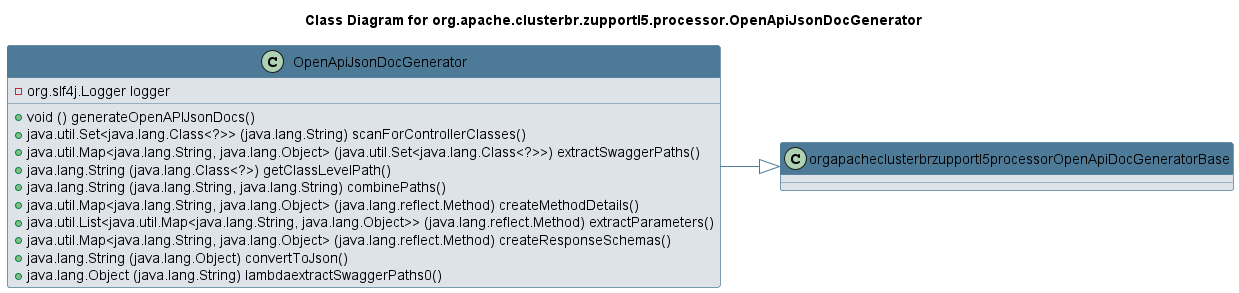 Class Diagram for org.apache.clusterbr.zupportl5.processor.OpenApiJsonDocGenerator
C OpenApiJsonDocGenerator
org.slf4j.Logger logger
void () generateOpenAPIJsonDocs()
java.util.Set<java.lang.Class<?>> (java.lang.String) scanForControllerClasses()
java.util.Map<java.lang.String, java.lang.Object> (java.util.Set<java.lang.Class<?>>) extractSwaggerPaths()
java.lang.String (java.lang.Class<?>) getClassLevelPath()
java.lang.String (java.lang.String, java.lang.String) combinePaths()
java.util.Map<java.lang.String, java.lang.Object> (java.lang.reflect.Method) createMethodDetails()
java.util.List<java.util.Map<java.lang.String, java.lang.Object>> (java.lang.reflect.Method) extractParameters()
java.util.Map<java.lang.String, java.lang.Object> (java.lang.reflect.Method) createResponseSchemas()
java.lang.String (java.lang.Object) convertToJson()
java.lang.Object (java.lang.String) lambdaextractSwaggerPaths0()
C orgapacheclusterbrzupportl5processorOpenApiDocGeneratorBase